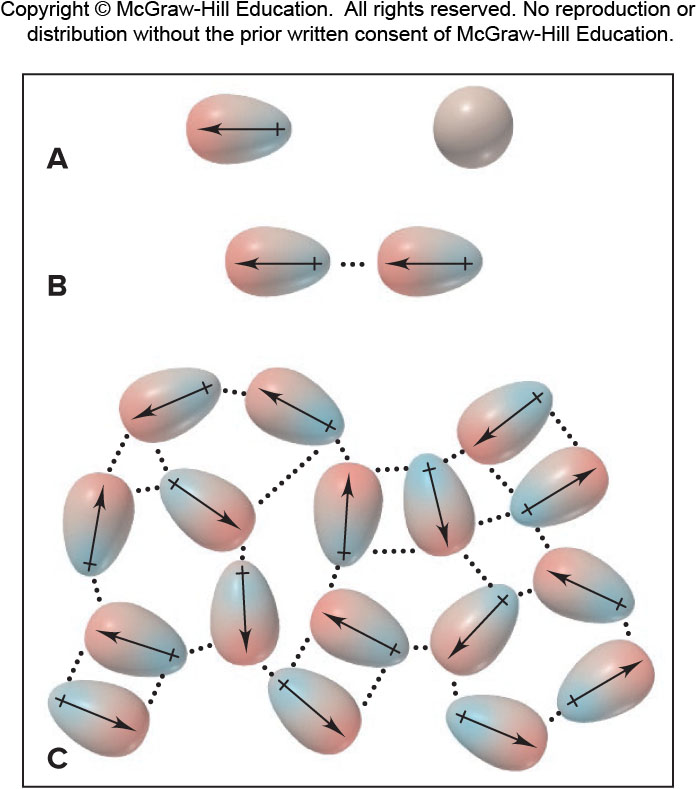 Copyright © McGraw-Hill Education. All rights reserved. No reproduction or
distribution without the prior written consent of McGraw-Hill Education.
A
B
C